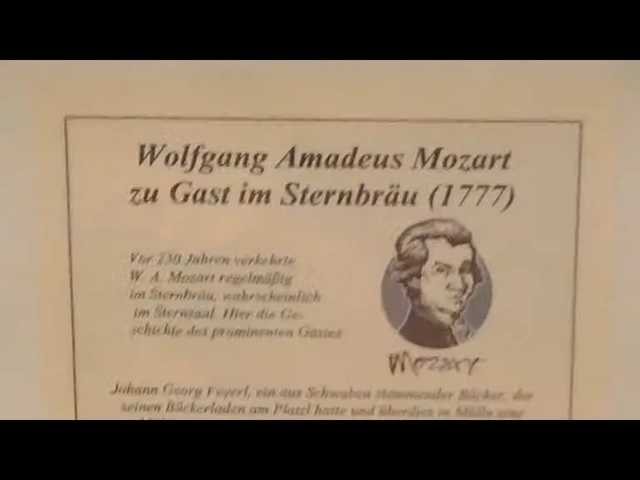 Wolfgang Amadeus Mozart
zu Gast im Sternbräu (1777)
Vor 230 Jahren verkehrte
W. A. Mozart regelmäßig
im Sternbräu, wahrscheinlich
im Sternsaal. Hier die Ge-
schichte des prominenten Gastes
Mozart
Johann Georg ein aus Schwaben stammender Bäcker, der
seinen Bäckerladen am Platzl hatte und überdies in Mülln eine